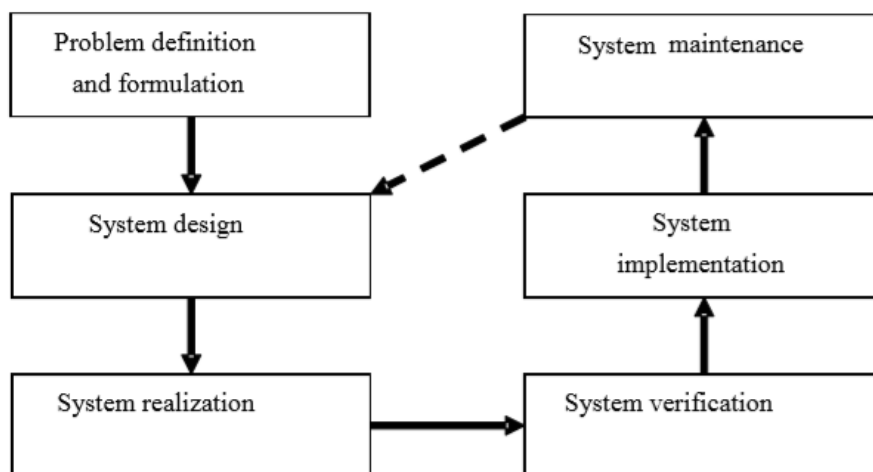 Problem definition
and formulation
System design
System realization
System verification
System
implementation
System maintenance